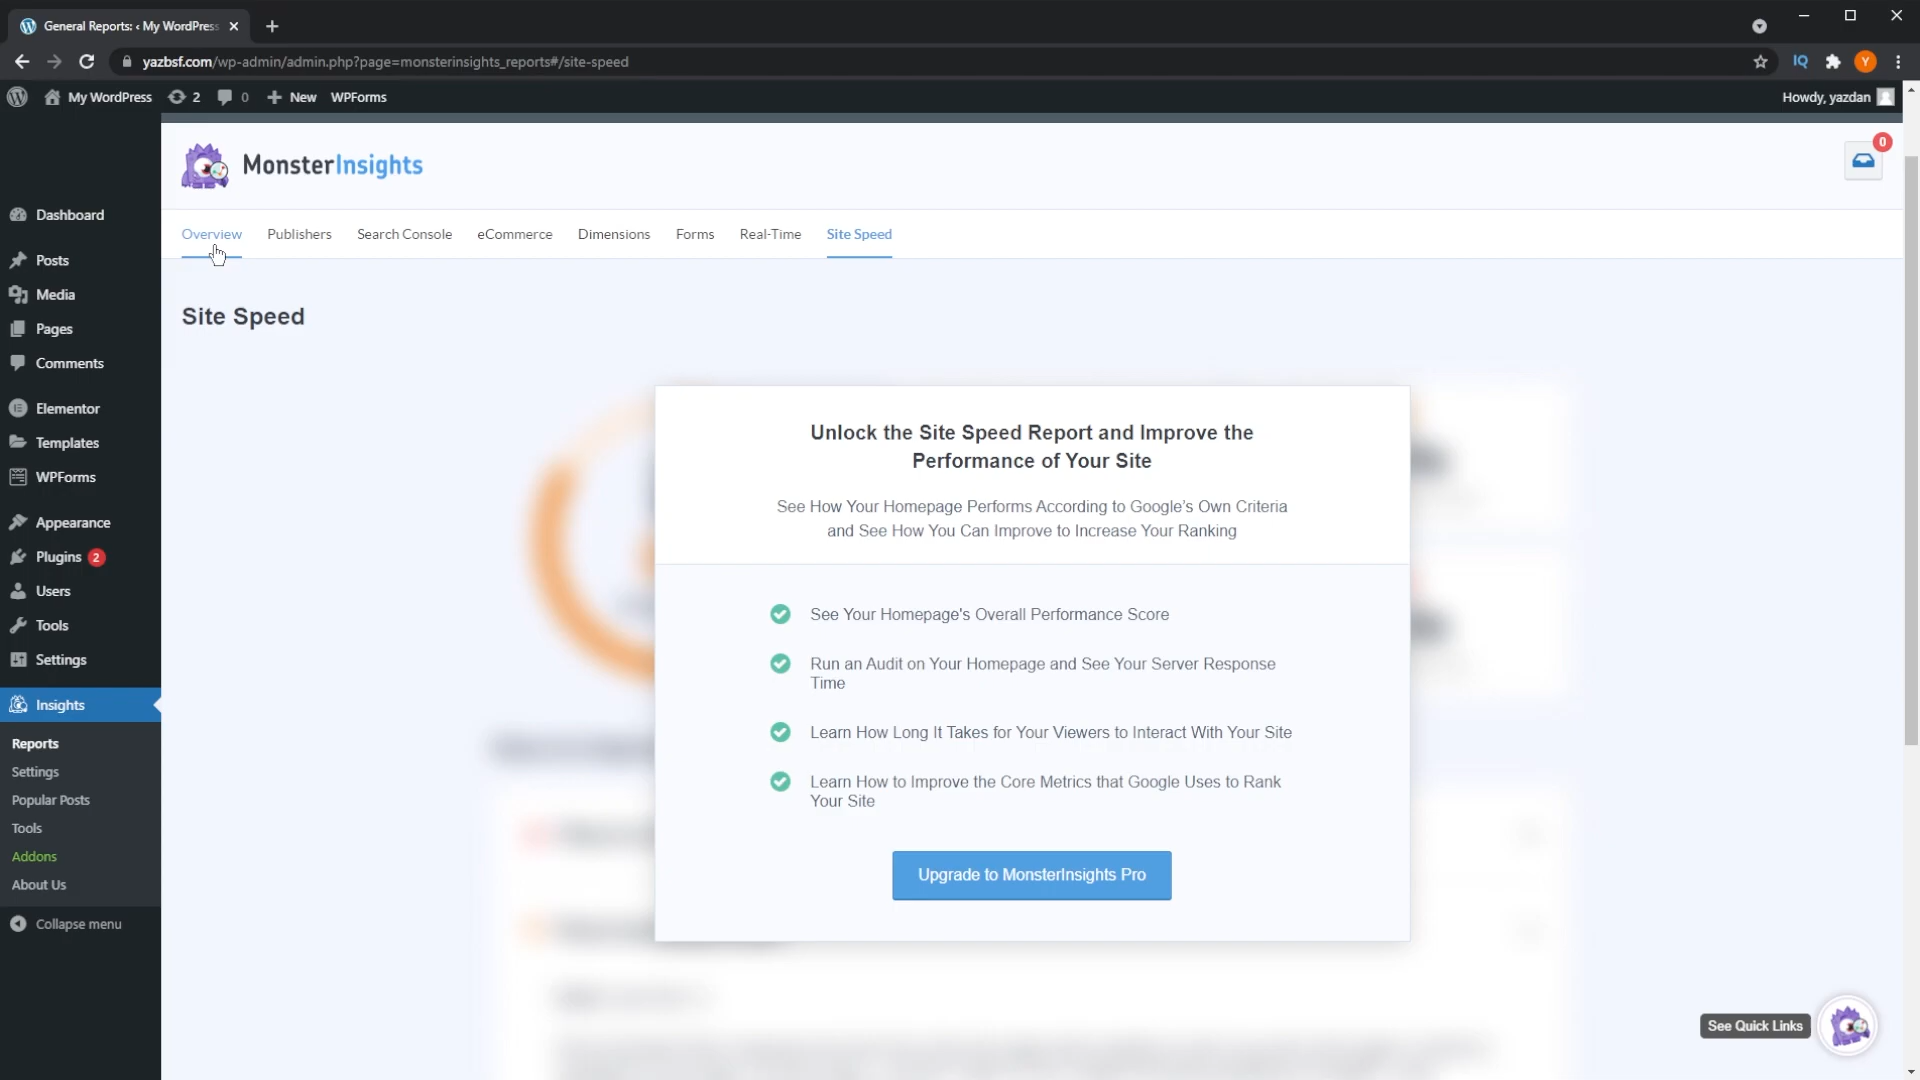 General Reports: ‹ My WordPress
yazbsf.com/wp-admin/admin.php?page=monsterinsights_reports#/site-speed
IQ
Y
My WordPress
2
0
New
WPForms
Howdy, yazdan
MonsterInsights
0
Overview
Publishers
Search Console
eCommerce
Dimensions
Forms
Real-Time
Site Speed
Dashboard
Posts
Media
Pages
Comments
Elementor
Templates
WPForms
Appearance
Plugins 2
Users
Tools
Settings
Insights
Reports
Settings
Popular Posts
Tools
Addons
About Us
Collapse menu
Site Speed
Unlock the Site Speed Report and Improve the
Performance of Your Site
See How Your Homepage Performs According to Google's Own Criteria
and See How You Can Improve to Increase Your Ranking
See Your Homepage's Overall Performance Score
Run an Audit on Your Homepage and See Your Server Response
Time
Learn How Long It Takes for Your Viewers to Interact With Your Site
Learn How to Improve the Core Metrics that Google Uses to Rank
Your Site
Upgrade to MonsterInsights Pro
See Quick Links